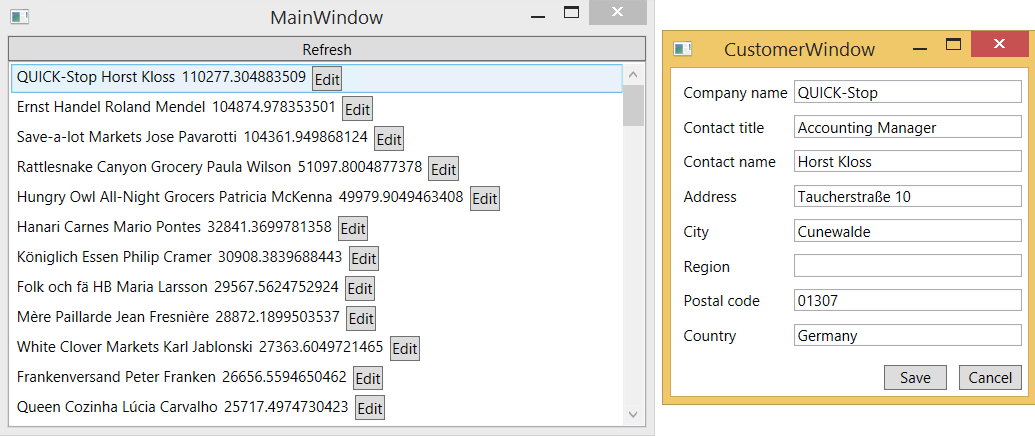 MainWindow
Refresh
QUICK-Stop Horst Kloss 110277.304883509 Edit
Ernst Handel Roland Mendel 104874.978353501 Edit
Save-a-lot Markets Jose Pavarotti 104361.949868124 Edit
Rattlesnake Canyon Grocery Paula Wilson 51097.8004877378 Edit
Hungry Owl All-Night Grocers Patricia McKenna 49979.9049463408 Edit
Hanari Carnes Mario Pontes 32841.3699781358 Edit
Königlich Essen Philip Cramer 30908.3839688443 Edit
Folk och fä HB Maria Larsson 29567.5624752924 Edit
Mère Paillarde Jean Fresnière 28872.1899503537 Edit
White Clover Markets Karl Jablonski 27363.6049721465 Edit
Frankenversand Peter Franken 26656.5594650462 Edit
Queen Cozinha Lúcia Carvalho 25717.4974730423 Edit
CustomerWindow
Company name QUICK-Stop
Contact title Accounting Manager
Contact name Horst Kloss
Address Taucherstraße 10
City Cunewalde
Region
Postal code 01307
Country Germany
Save Cancel